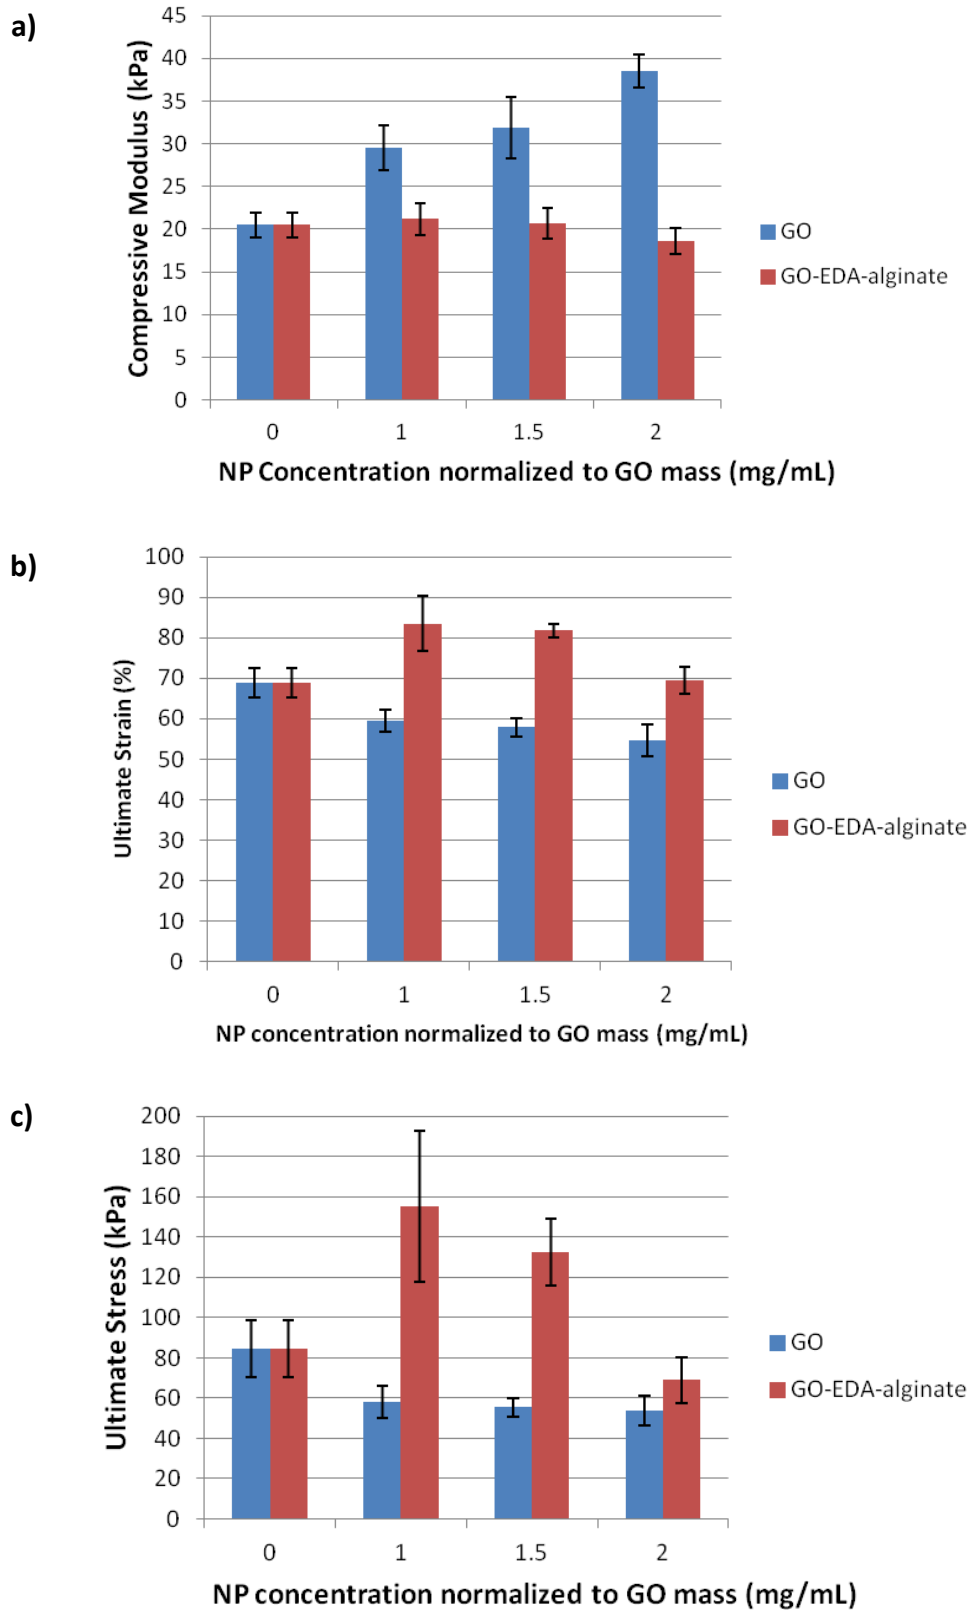 a)
Compressive Modulus (kPa)
45
40
35
30
25
20
15
10
5
0
0 1 1.5 2
NP Concentration normalized to GO mass (mg/mL)
GO
GO-EDA-alginate
b)
Ultimate Strain (%)
100
90
80
70
60
50
40
30
20
10
0
0 1 1.5 2
NP concentration normalized to GO mass (mg/mL)
GO
GO-EDA-alginate
c)
Ultimate Stress (kPa)
200
180
160
140
120
100
80
60
40
20
0
0 1 1.5 2
NP concentration normalized to GO mass (mg/mL)
GO
GO-EDA-alginate